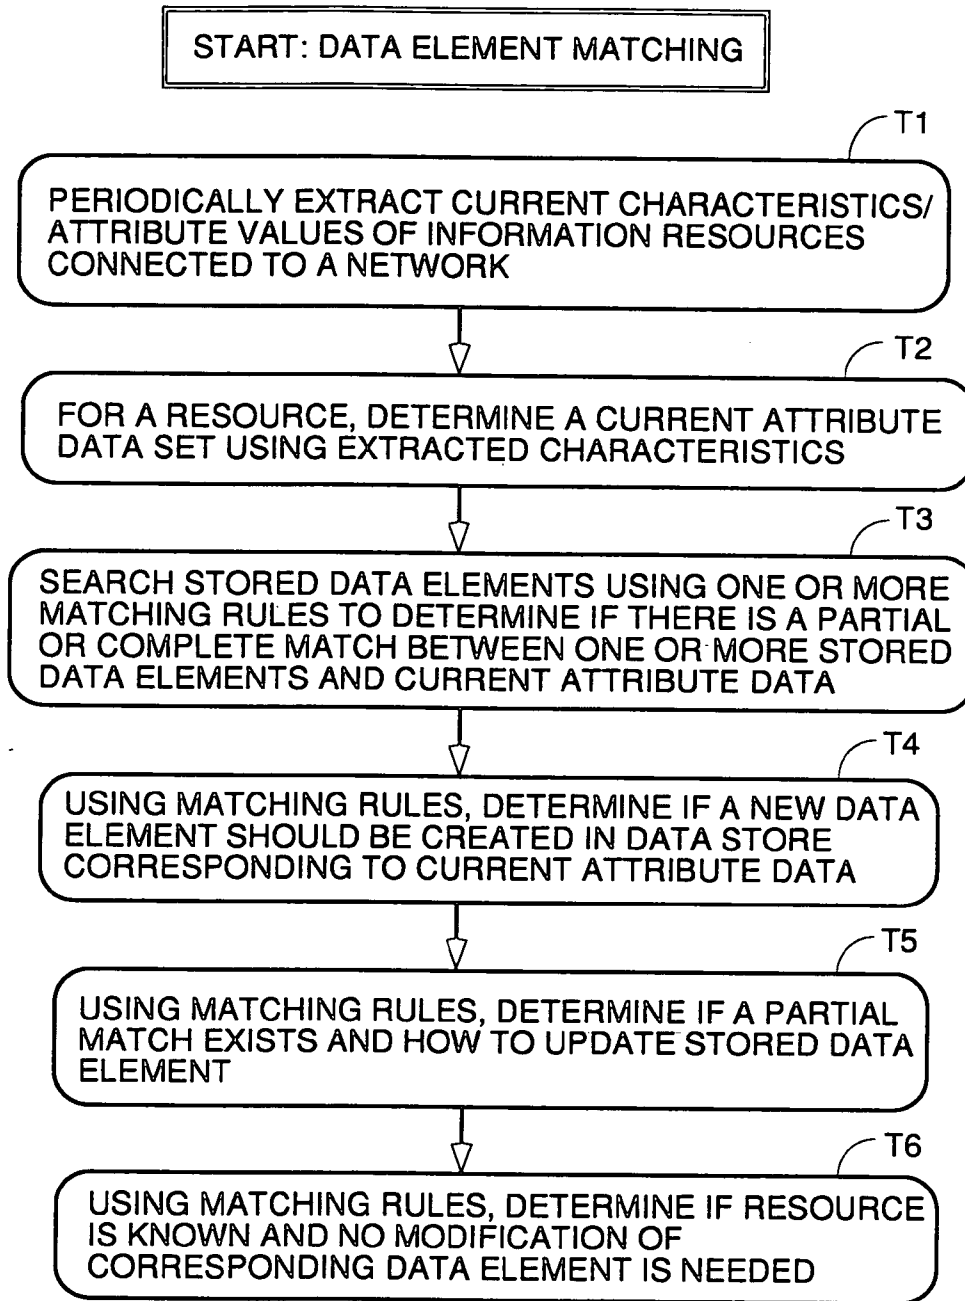 START: DATA ELEMENT MATCHING
T1
PERIODICALLY EXTRACT CURRENT CHARACTERISTICS/
ATTRIBUTE VALUES OF INFORMATION RESOURCES
CONNECTED TO A NETWORK
T2
FOR A RESOURCE, DETERMINE A CURRENT ATTRIBUTE
DATA SET USING EXTRACTED CHARACTERISTICS
T3
SEARCH STORED DATA ELEMENTS USING ONE OR MORE
MATCHING RULES TO DETERMINE IF THERE IS A PARTIAL
OR COMPLETE MATCH BETWEEN ONE OR MORE STORED
DATA ELEMENTS AND CURRENT ATTRIBUTE DATA
T4
USING MATCHING RULES, DETERMINE IF A NEW DATA
ELEMENT SHOULD BE CREATED IN DATA STORE
CORRESPONDING TO CURRENT ATTRIBUTE DATA
T5
USING MATCHING RULES, DETERMINE IF A PARTIAL
MATCH EXISTS AND HOW TO UPDATE STORED DATA
ELEMENT
T6
USING MATCHING RULES, DETERMINE IF RESOURCE
IS KNOWN AND NO MODIFICATION OF
CORRESPONDING DATA ELEMENT IS NEEDED